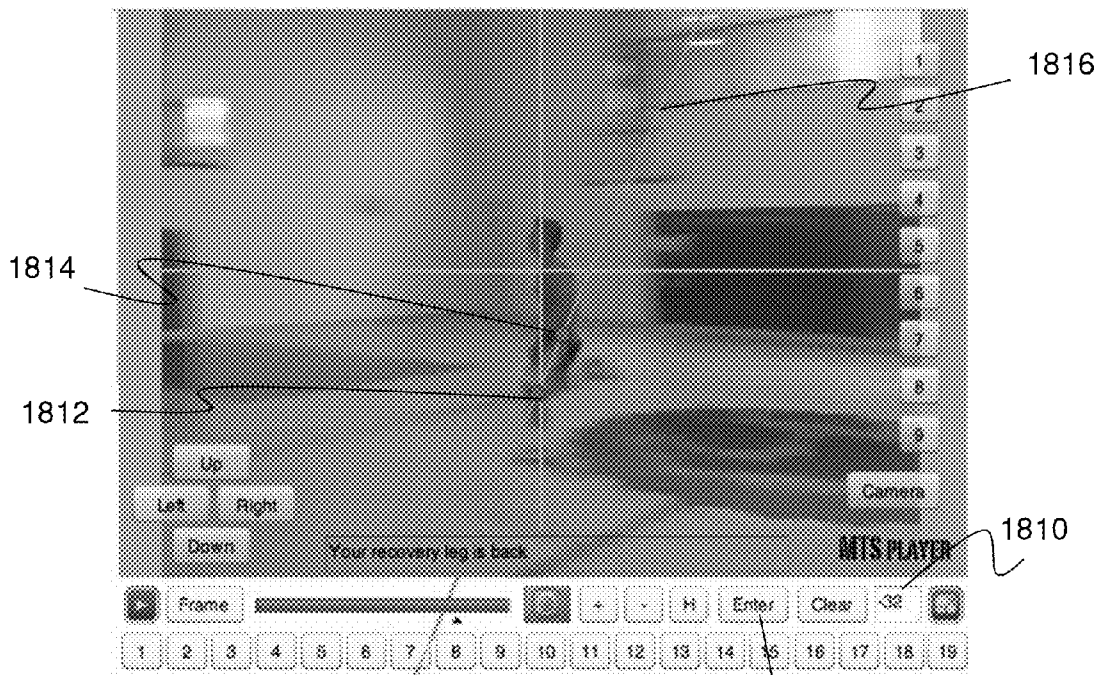 1816
1
2
3
4
5
6
7
8
9
1814
1812
Up
Left Right
Down
Camera
Your recovery leg is back
MTS PLAYER
1810
Frame + - H Enter Clear -32
1 2 3 4 5 6 7 8 9 10 11 12 13 14 15 16 17 18 19